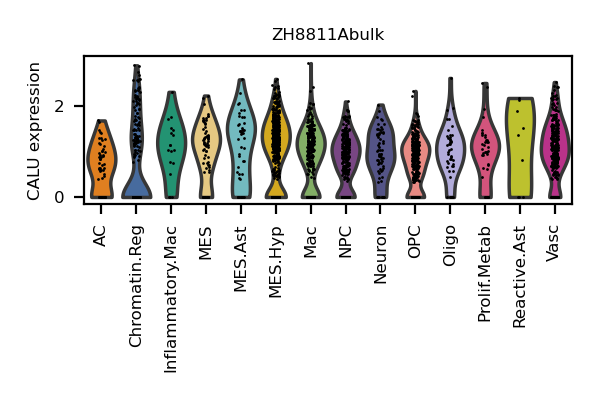 ZH8811Abulk
CALU expression
2
0
AC
Chromatin.Reg
Inflammatory.Mac
MES
MES.Ast
MES.Hyp
Mac
NPC
Neuron
OPC
Oligo
Prolif.Metab
Reactive.Ast
Vasc